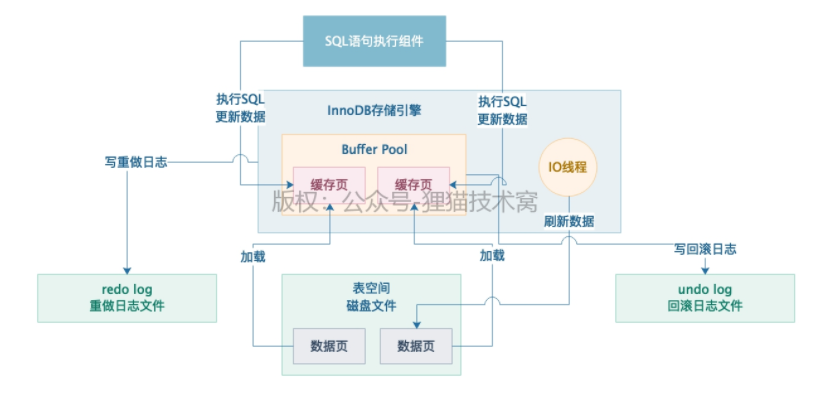 SQL语句执行组件
执行SQL
更新数据
执行SQL
更新数据
InnoDB存储引擎
Buffer Pool
IO线程
写重做日志
缓存页
缓存页
版权：公众号-狸猫技术窝
刷新数据
加载
加载
写回滚日志
redo log
重做日志文件
表空间
磁盘文件
undo log
回滚日志文件
数据页
数据页